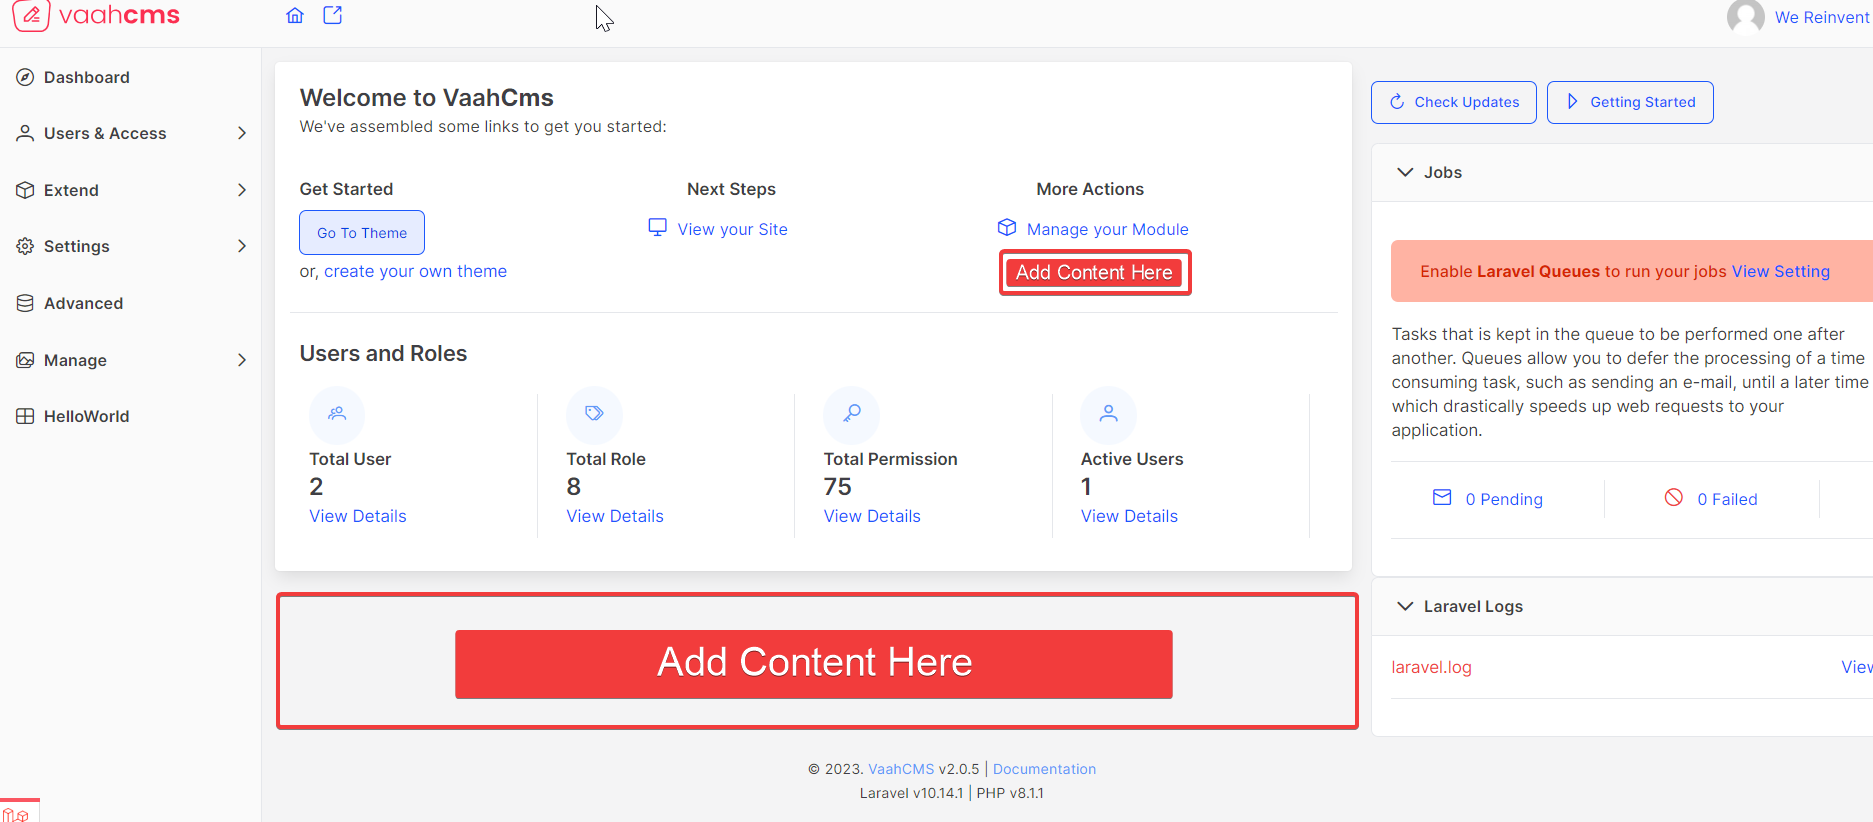 vaahcms
We Reinvent
Dashboard
Users & Access
Extend
Settings
Advanced
Manage
HelloWorld
Welcome to VaahCms
We've assembled some links to get you started:
Get Started
Go To Theme
or, create your own theme
Next Steps
View your Site
More Actions
Manage your Module
Add Content Here
Users and Roles
Total User
2
View Details
Total Role
8
View Details
Total Permission
75
View Details
Active Users
1
View Details
Add Content Here
Check Updates
Getting Started
Jobs
Enable Laravel Queues to run your jobs View Setting
Tasks that is kept in the queue to be performed one after
another. Queues allow you to defer the processing of a time
consuming task, such as sending an e-mail, until a later time
which drastically speeds up web requests to your
application.
0 Pending
0 Failed
Laravel Logs
laravel.log
View
© 2023. VaahCMS v2.0.5 | Documentation
Laravel v10.14.1 | PHP v8.1.1